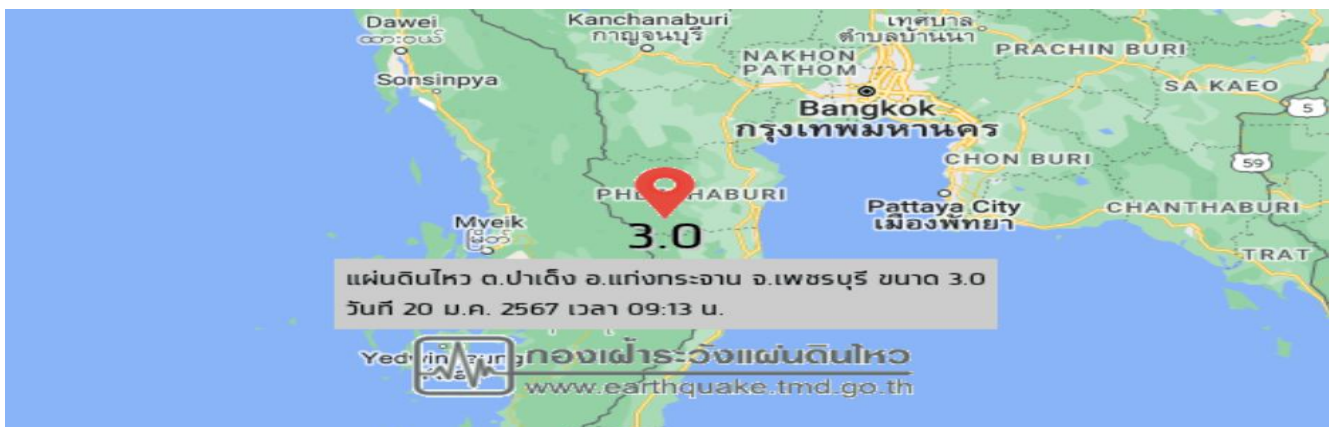 Dawei
ထားဝယ်
Kanchanaburi
กาญจนบุรี
เทศบาล
ตำบลบ้านนา
PRACHIN BURI
NAKHON
PATHOM
Sonsinpya
SA KAEO
Bangkok
กรุงเทพมหานคร
5
CHON BURI
59
Pattaya City
เมืองพัทยา
CHANTHABURI
Myeik
မြိတ်
3.0
TRAT
แผ่นดินไหว ต.ป่าเด็ง อ.แก่งกระจาน จ.เพชรบุรี ขนาด 3.0
วันที่ 20 ม.ค. 2567 เวลา 09:13 น.
กองเฝ้าระวังแผ่นดินไหว
www.earthquake.tmd.go.th